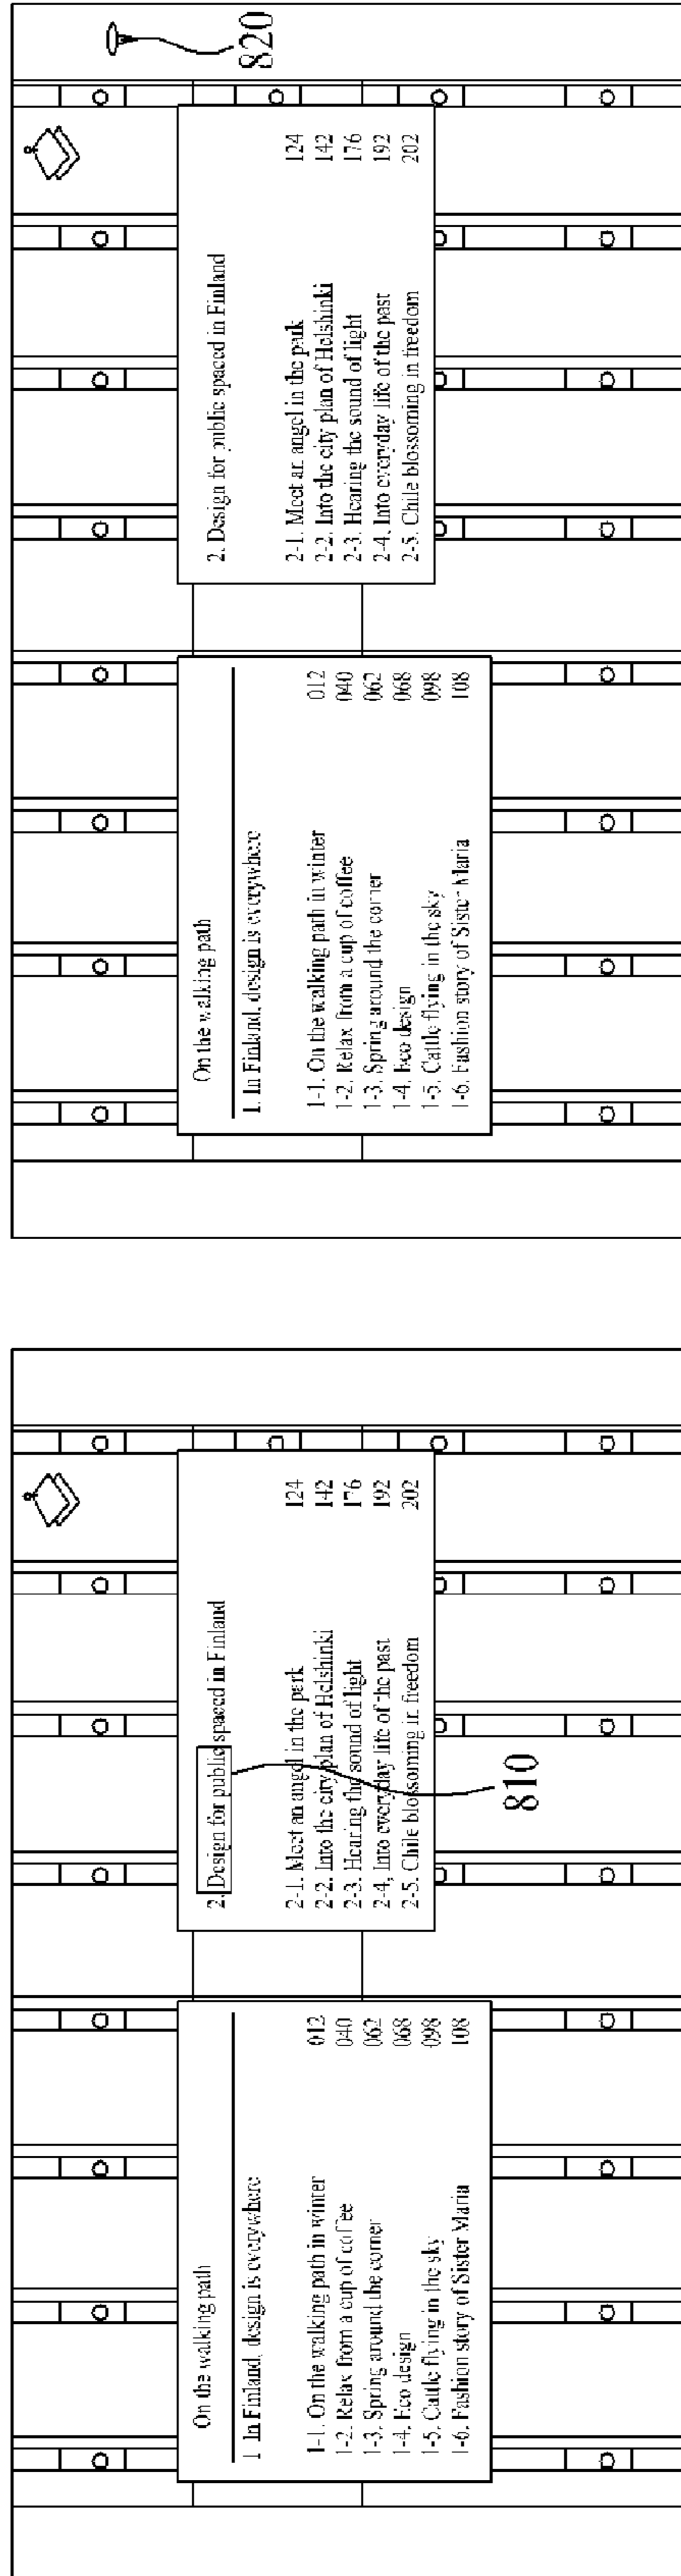 On the walking path
1 In Finland, design is everywhere
1-1. On the walking path in winter 012
1-2. Relax from a cup of coffee 040
1-3. Spring around the corner 062
1-4. Eco design 068
1-5. Cattle flying in the sky 098
1-6. Fashion story of Sister Maria 108
2. Design for public spaced in Finland
2-1. Meet an angel in the park 124
2-2. Into the city plan of Helshinki 142
2-3. Hearing the sound of light 176
2-4. Into everyday life of the past 192
2-5. Chile blossoming in freedom 202
810
On the walking path
1. In Finland, design is everywhere
1-1. On the walking path in winter 012
1-2. Relax from a cup of coffee 040
1-3. Spring around the corner 062
1-4. Eco design 068
1-5. Cattle flying in the sky 098
1-6. Fashion story of Sister Maria 108
2. Design for public spaced in Finland
2-1. Meet an angel in the park 124
2-2. Into the city plan of Helshinki 142
2-3. Hearing the sound of light 176
2-4. Into everyday life of the past 192
2-5. Chile blossoming in freedom 202
820